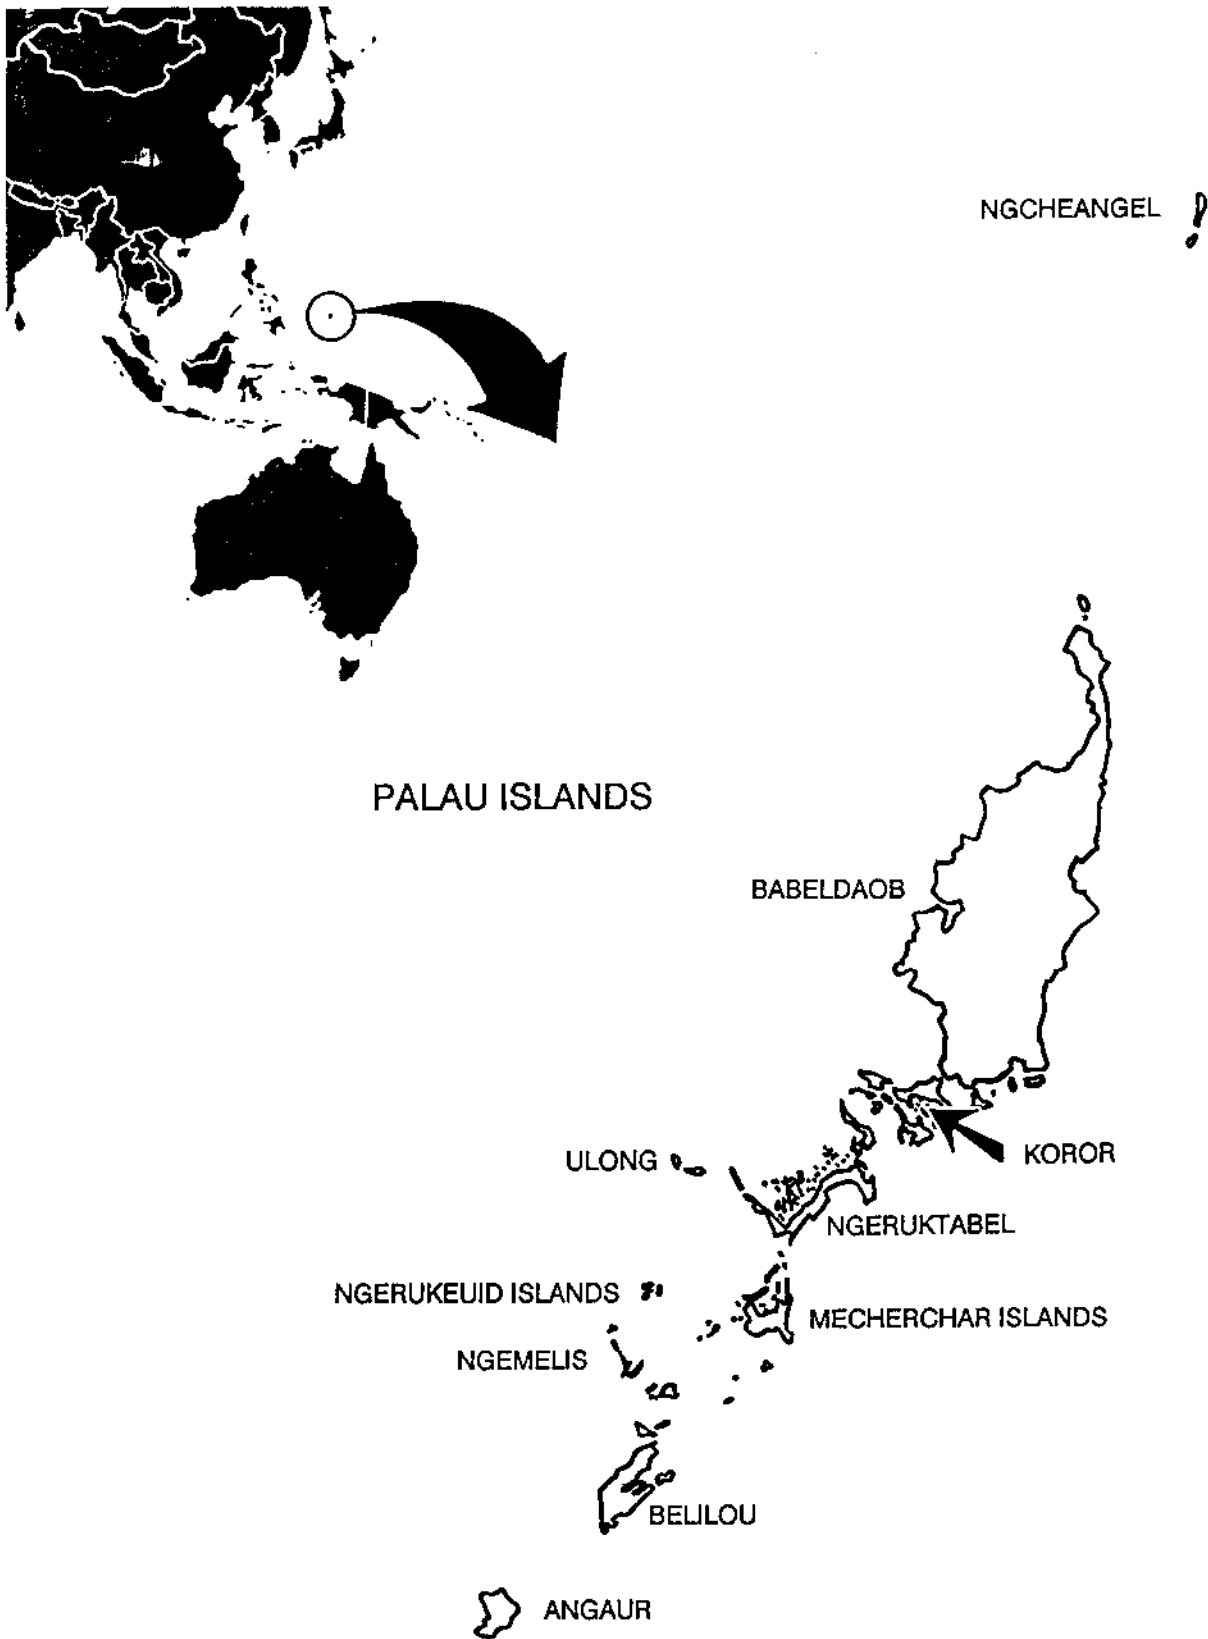 NGCHEANGEL
PALAU ISLANDS
BABELDAOB
ULONG
KOROR
NGERUKTABEL
NGERUKEUID ISLANDS
MECHERCHAR ISLANDS
NGEMELIS
BELILOU
ANGAUR